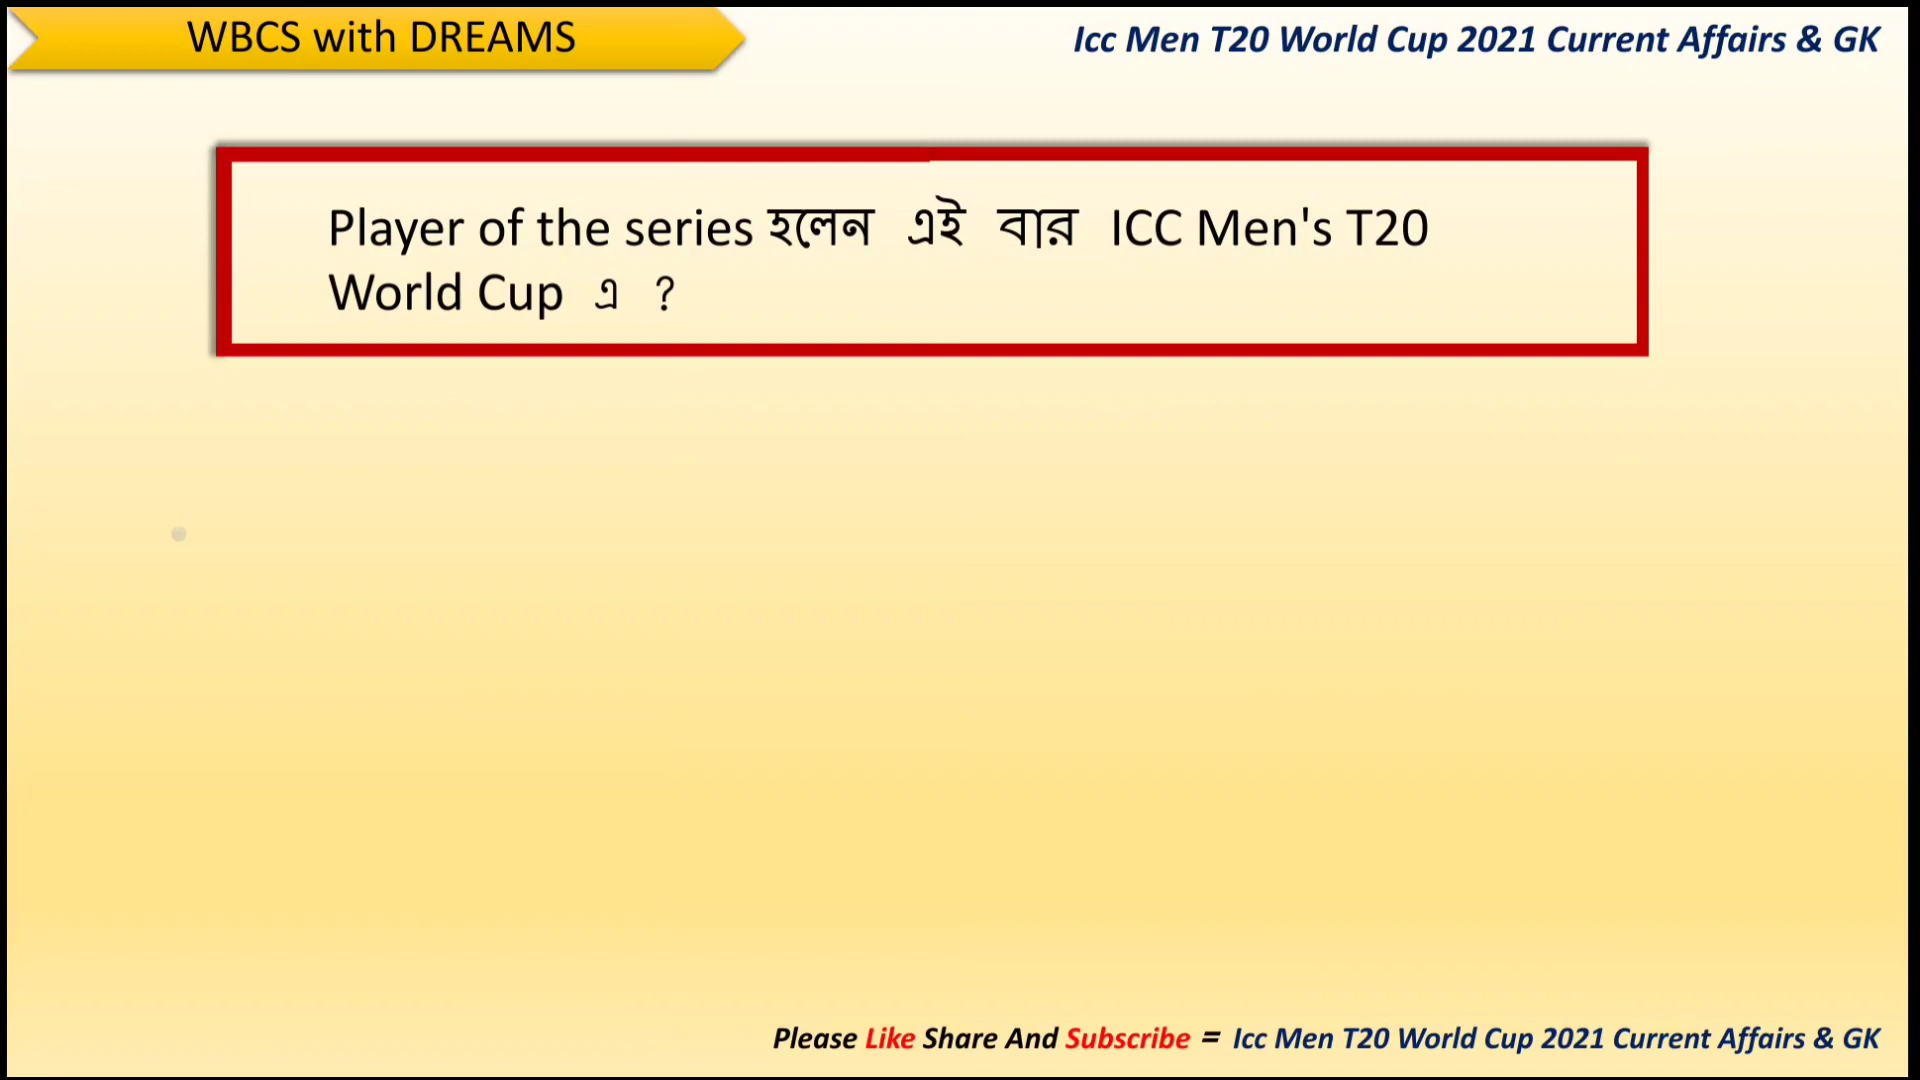 WBCS with DREAMS
Icc Men T20 World Cup 2021 Current Affairs & GK
Player of the series হলেন এই বার ICC Men's T20
World Cup এ ?
Please Like Share And Subscribe = Icc Men T20 World Cup 2021 Current Affairs & GK